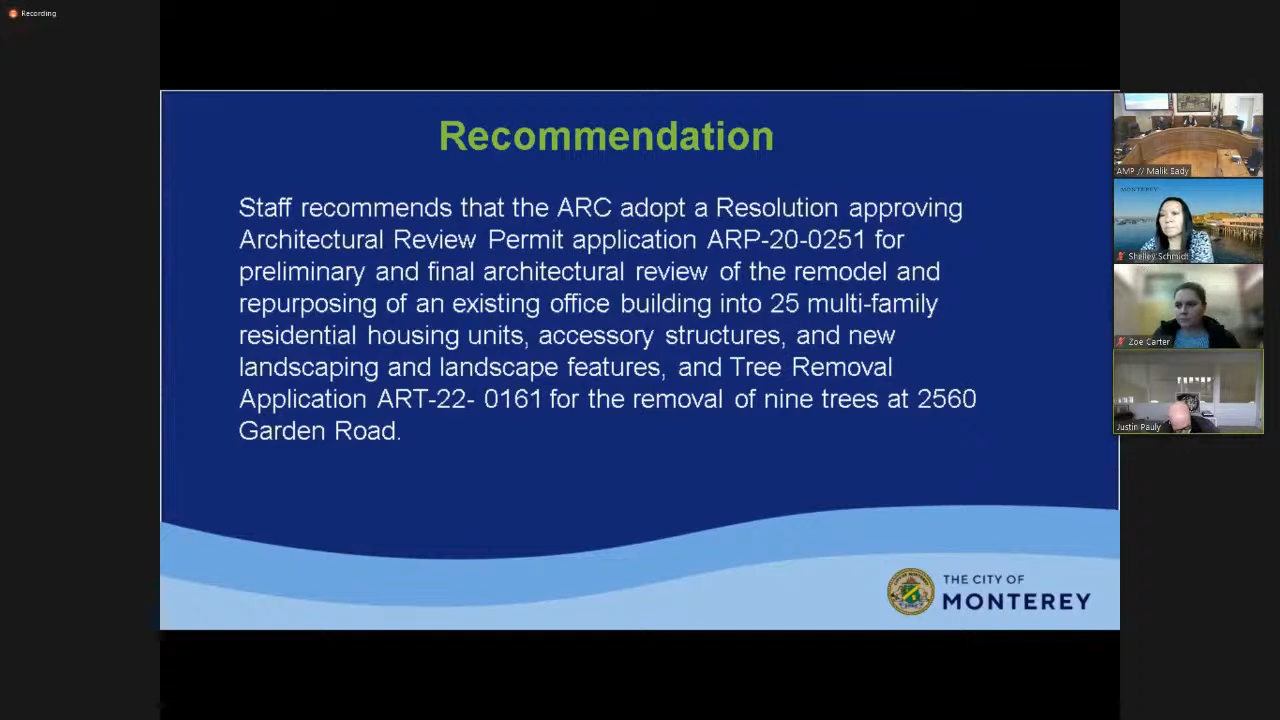 Recording
Recommendation
Staff recommends that the ARC adopt a Resolution approving
Architectural Review Permit application ARP-20-0251 for
preliminary and final architectural review of the remodel and
repurposing of an existing office building into 25 multi-family
residential housing units, accessory structures, and new
landscaping and landscape features, and Tree Removal
Application ART-22- 0161 for the removal of nine trees at 2560
Garden Road.
THE CITY OF
MONTEREY
AMP // Malik Eady
MONTEREY
Shelley Schmidt
Zoe Carter
Justin Pauly